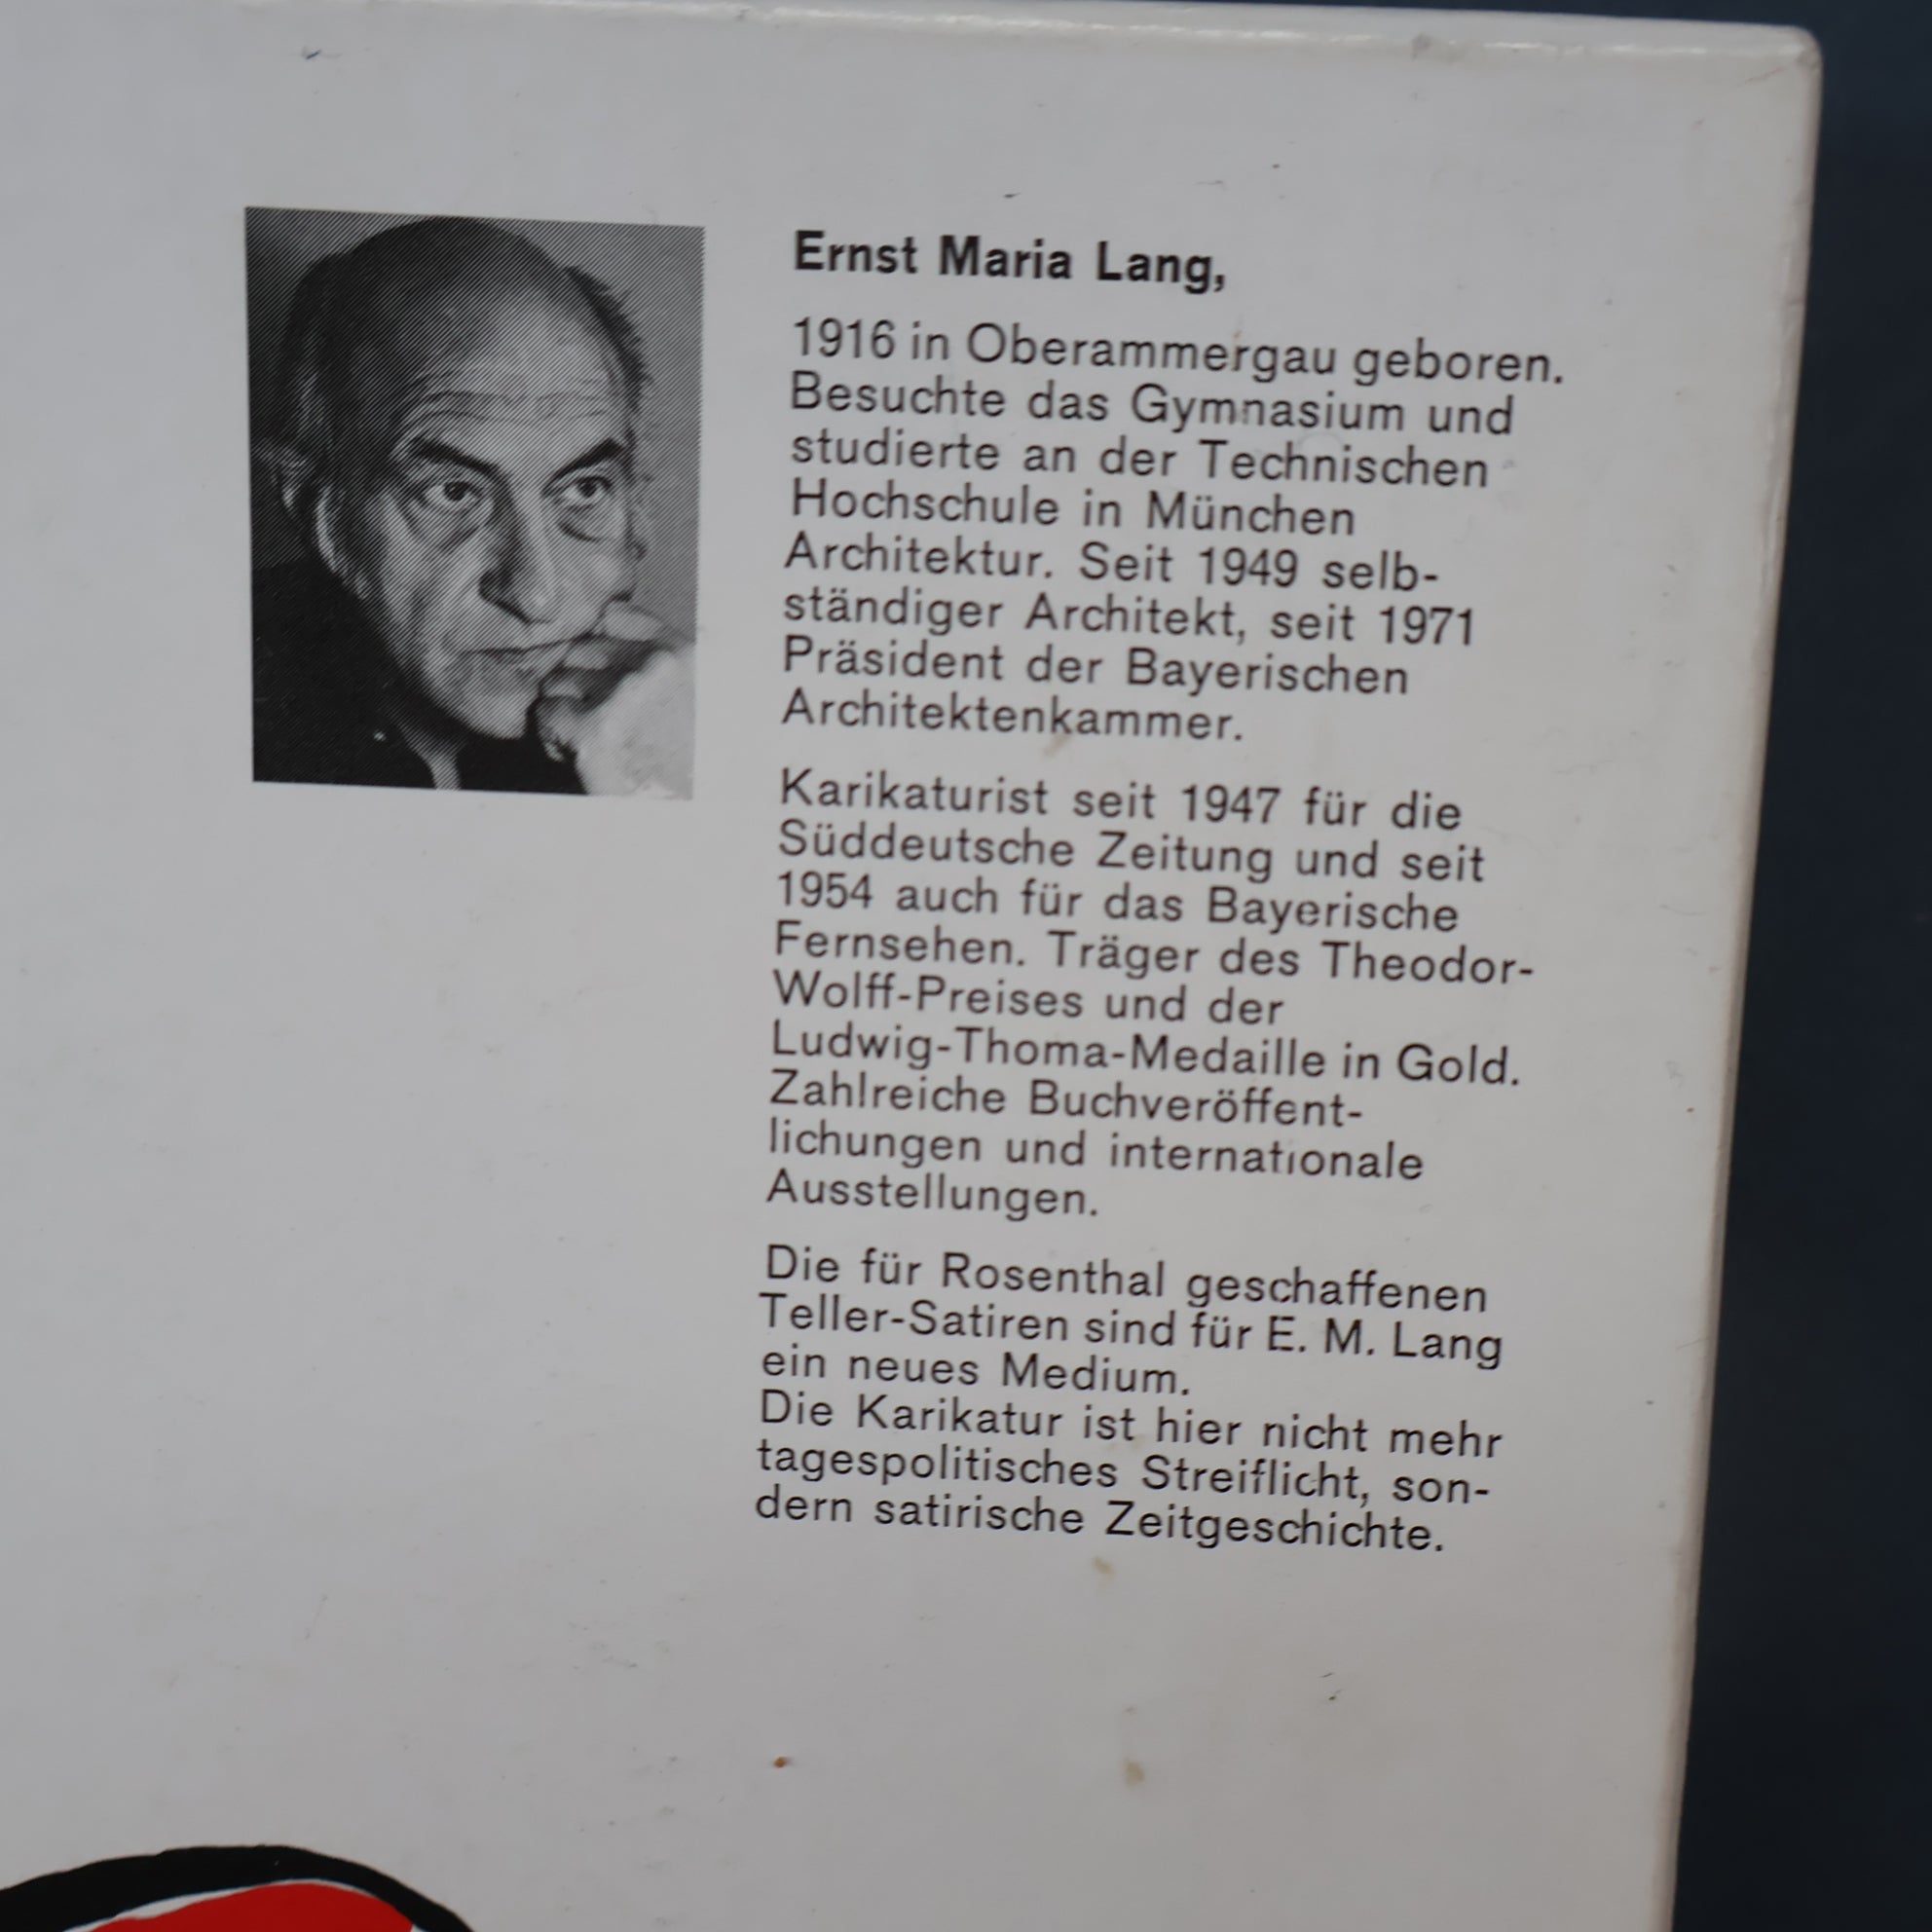 Ernst Maria Lang,
1916 in Oberammergau geboren.
Besuchte das Gymnasium und
studierte an der Technischen
Hochschule in München
Architektur. Seit 1949 selb-
ständiger Architekt, seit 1971
Präsident der Bayerischen
Architektenkammer.
Karikaturist seit 1947 für die
Süddeutsche Zeitung und seit
1954 auch für das Bayerische
Fernsehen. Träger des Theodor-
Wolff-Preises und der
Ludwig-Thoma-Medaille in Gold.
Zahlreiche Buchveröffent-
lichungen und internationale
Ausstellungen.
Die für Rosenthal geschaffenen
Teller-Satiren sind für E. M. Lang
ein neues Medium.
Die Karikatur ist hier nicht mehr
tagespolitisches Streiflicht, son-
dern satirische Zeitgeschichte.